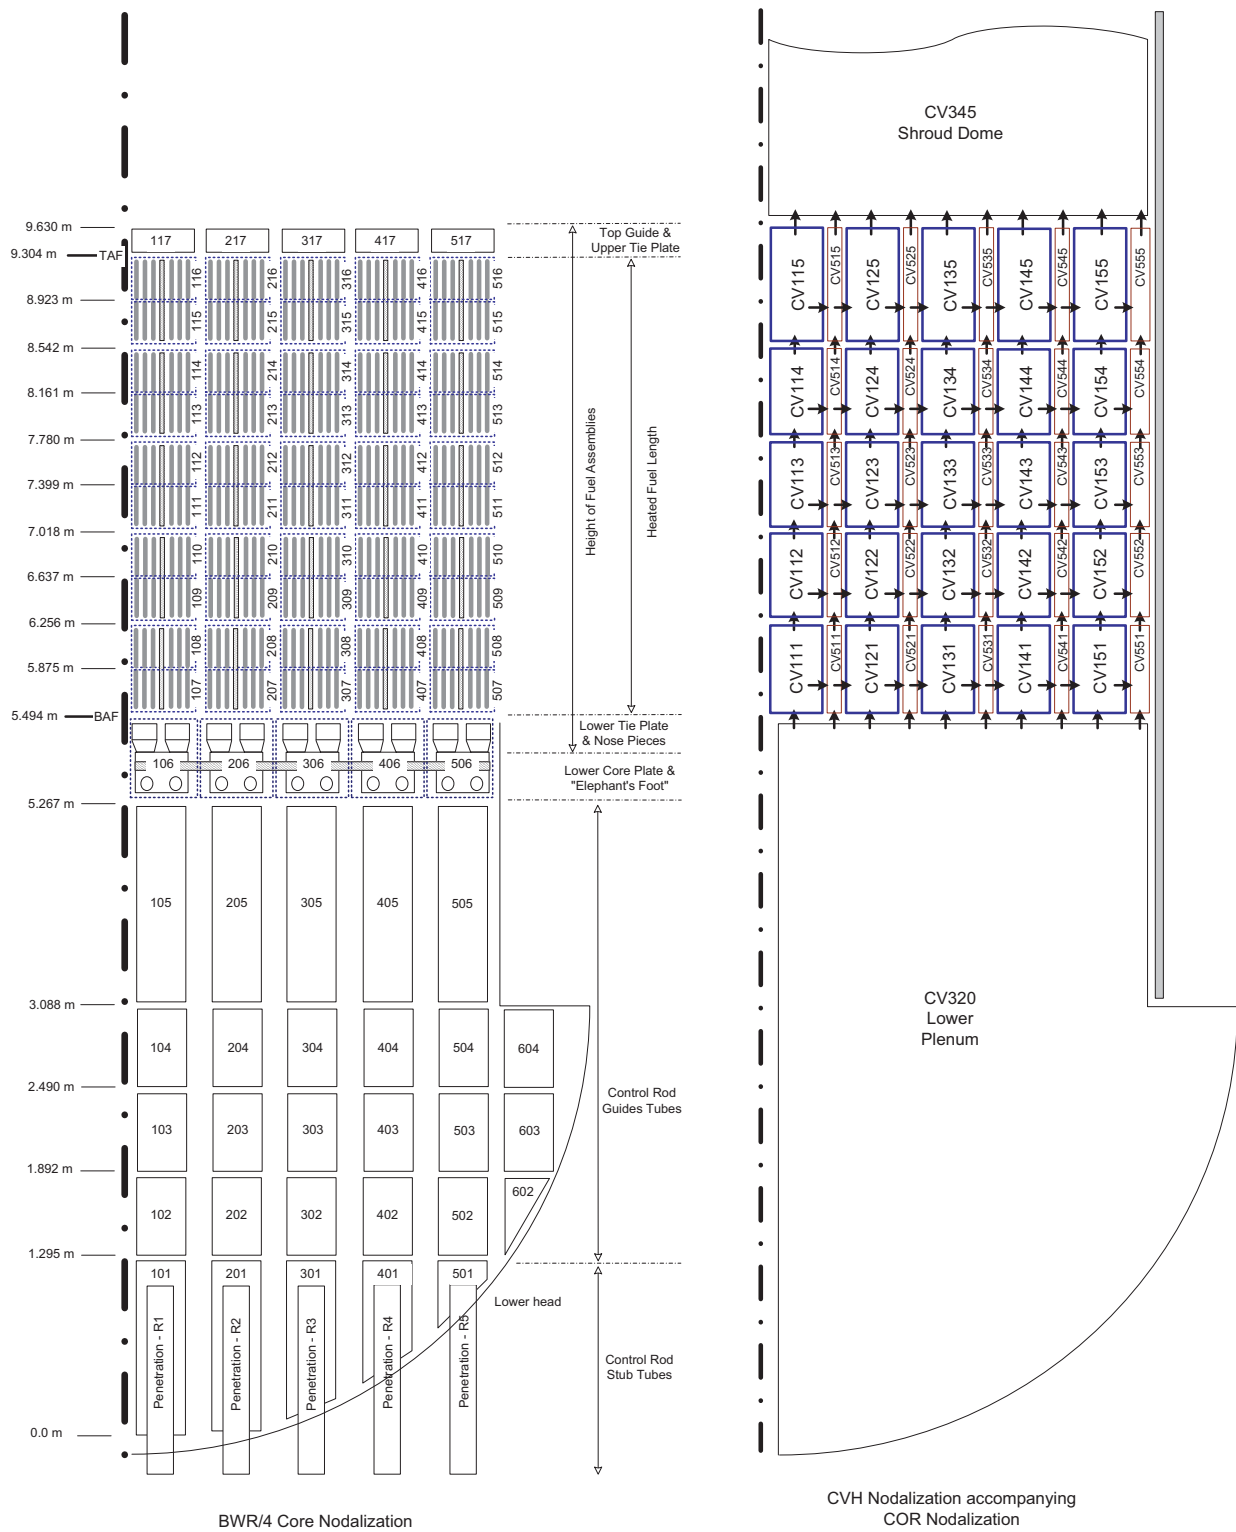 9.630 m
9.304 m
TAF
8.923 m
8.542 m
8.161 m
7.780 m
7.399 m
7.018 m
6.637 m
6.256 m
5.875 m
5.494 m
BAF
5.267 m
3.088 m
2.490 m
1.892 m
1.295 m
0.0 m
117 217 317 417 517
116 216 316 416 516
115 215 315 415 515
114 214 314 414 514
113 213 313 413 513
112 212 312 412 512
111 211 311 411 511
110 210 310 410 510
109 209 309 409 509
108 208 308 408 508
107 207 307 407 507
106 206 306 406 506
105 205 305 405 505
104 204 304 404 504 604
103 203 303 403 503 603
102 202 302 402 502 602
101 201 301 401 501
Penetration - R1
Penetration - R2
Penetration - R3
Penetration - R4
Penetration - R5
Lower head
Top Guide &
Upper Tie Plate
Height of Fuel Assemblies
Heated Fuel Length
Lower Tie Plate
& Nose Pieces
Lower Core Plate &
"Elephant's Foot"
Control Rod
Guides Tubes
Control Rod
Stub Tubes
BWR/4 Core Nodalization
CV345
Shroud Dome
CV115 CV515 CV125 CV525 CV135 CV535 CV145 CV545 CV155 CV555
CV114 CV514 CV124 CV524 CV134 CV534 CV144 CV544 CV154 CV554
CV113 CV513 CV123 CV523 CV133 CV533 CV143 CV543 CV153 CV553
CV112 CV512 CV122 CV522 CV132 CV532 CV142 CV542 CV152 CV552
CV111 CV511 CV121 CV521 CV131 CV531 CV141 CV541 CV151 CV551
CV320
Lower
Plenum
CVH Nodalization accompanying
COR Nodalization